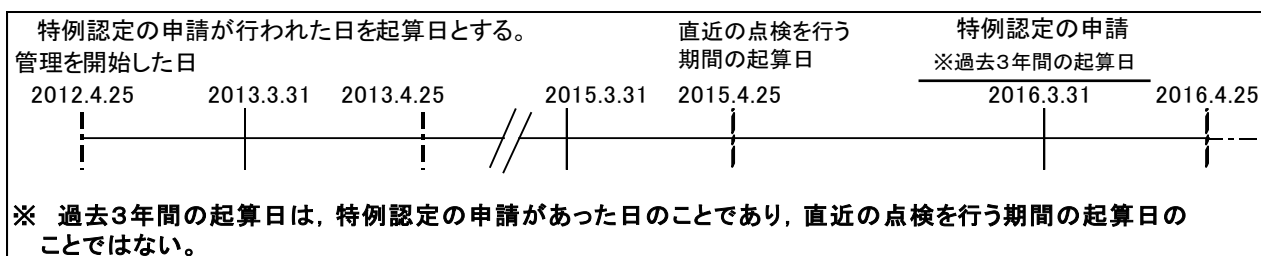 特例認定の申請が行われた日を起算日とする。
管理を開始した日
直近の点検を行う
期間の起算日
特例認定の申請
※過去3年間の起算日
2012.4.25 2013.3.31 2013.4.25 2015.3.31 2015.4.25 2016.3.31 2016.4.25
※ 過去3年間の起算日は,特例認定の申請があった日のことであり,直近の点検を行う期間の起算日の
ことではない。